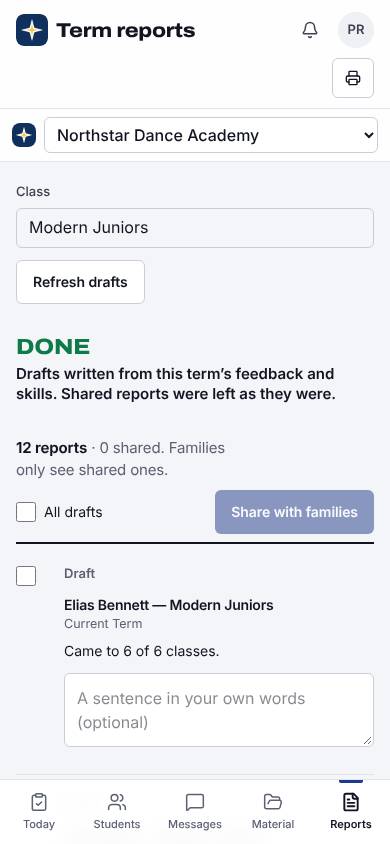 Term reports
PR
Northstar Dance Academy
Class
Modern Juniors
Refresh drafts
DONE
Drafts written from this term’s feedback and
skills. Shared reports were left as they were.
12 reports · 0 shared. Families
only see shared ones.
All drafts
Share with families
Draft
Elias Bennett — Modern Juniors
Current Term
Came to 6 of 6 classes.
A sentence in your own words
(optional)
Today
Students
Messages
Material
Reports